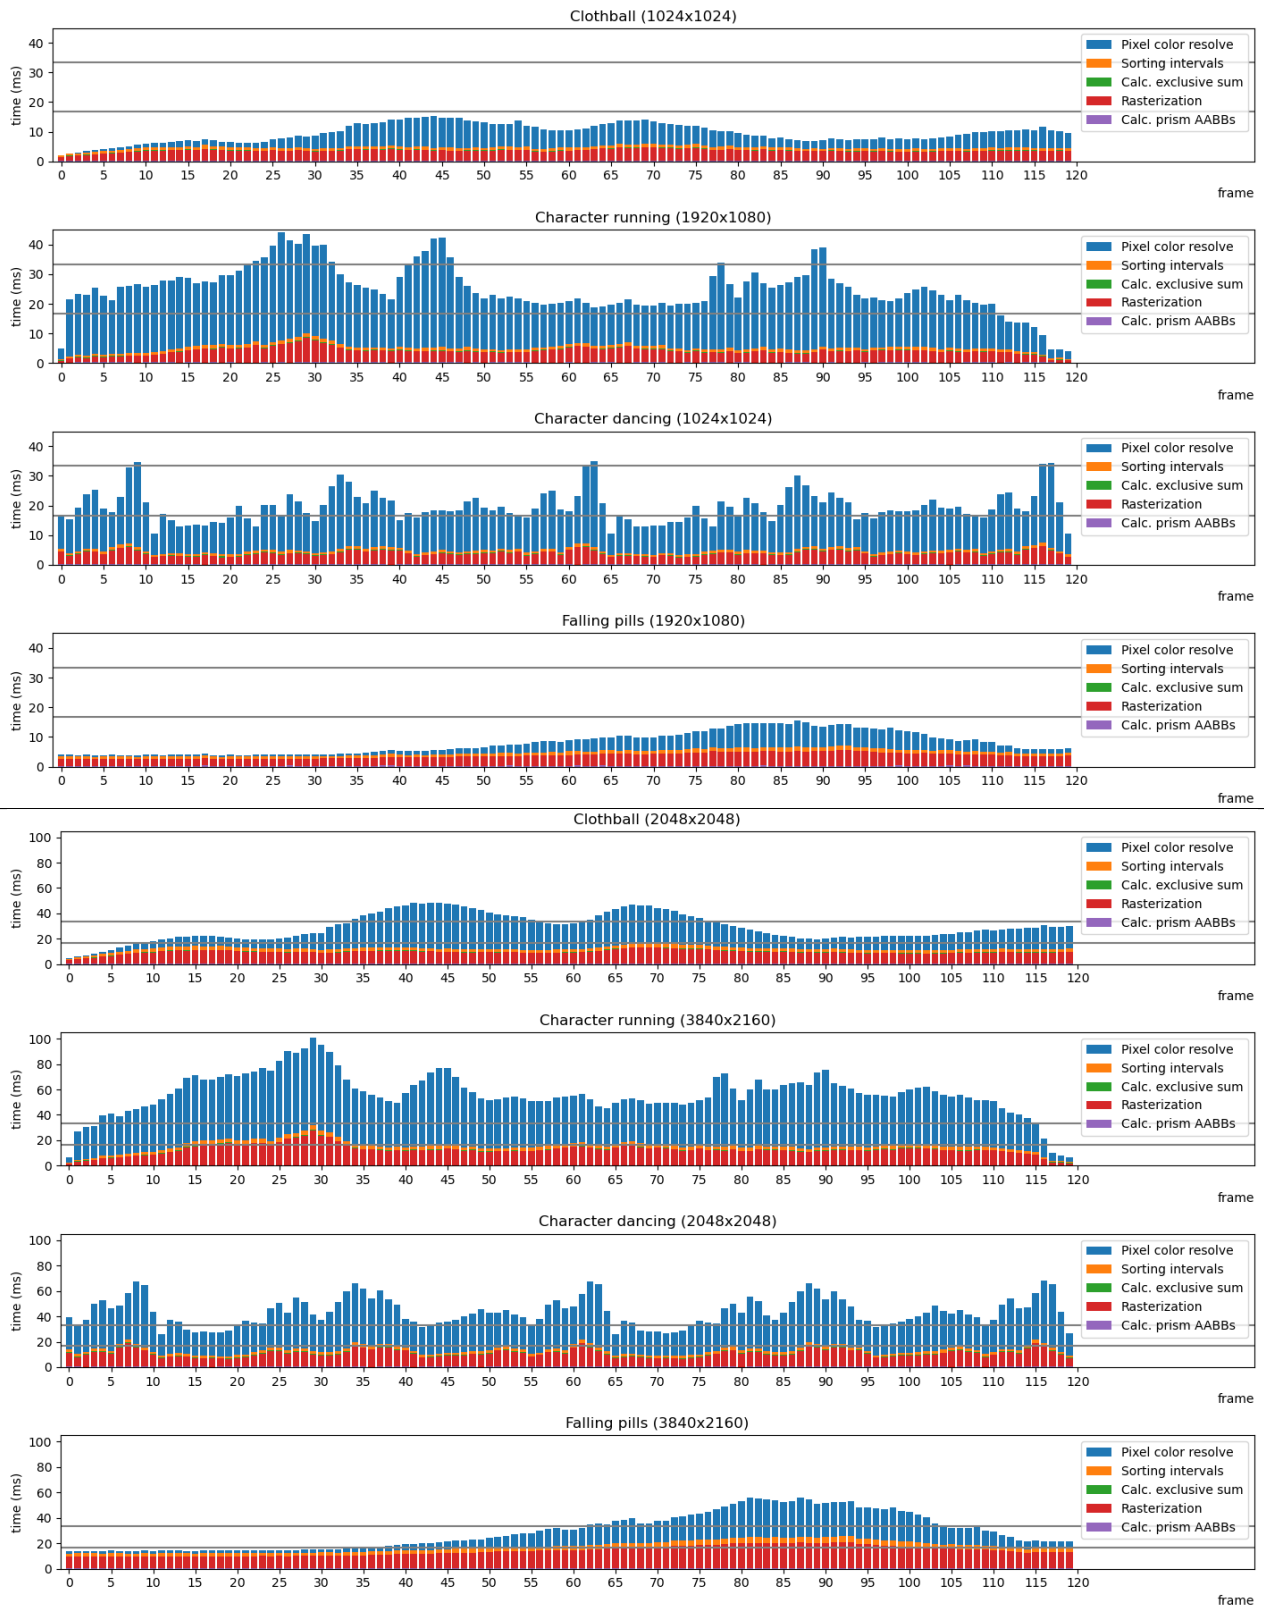 Clothball (1024x1024)
time (ms)
40
30
20
10
0
Pixel color resolve
Sorting intervals
Calc. exclusive sum
Rasterization
Calc. prism AABBs
0 5 10 15 20 25 30 35 40 45 50 55 60 65 70 75 80 85 90 95 100 105 110 115 120
frame
Character running (1920x1080)
time (ms)
40
30
20
10
0
Pixel color resolve
Sorting intervals
Calc. exclusive sum
Rasterization
Calc. prism AABBs
0 5 10 15 20 25 30 35 40 45 50 55 60 65 70 75 80 85 90 95 100 105 110 115 120
frame
Character dancing (1024x1024)
time (ms)
40
30
20
10
0
Pixel color resolve
Sorting intervals
Calc. exclusive sum
Rasterization
Calc. prism AABBs
0 5 10 15 20 25 30 35 40 45 50 55 60 65 70 75 80 85 90 95 100 105 110 115 120
frame
Falling pills (1920x1080)
time (ms)
40
30
20
10
0
Pixel color resolve
Sorting intervals
Calc. exclusive sum
Rasterization
Calc. prism AABBs
0 5 10 15 20 25 30 35 40 45 50 55 60 65 70 75 80 85 90 95 100 105 110 115 120
frame
Clothball (2048x2048)
time (ms)
100
80
60
40
20
0
Pixel color resolve
Sorting intervals
Calc. exclusive sum
Rasterization
Calc. prism AABBs
0 5 10 15 20 25 30 35 40 45 50 55 60 65 70 75 80 85 90 95 100 105 110 115 120
frame
Character running (3840x2160)
time (ms)
100
80
60
40
20
0
Pixel color resolve
Sorting intervals
Calc. exclusive sum
Rasterization
Calc. prism AABBs
0 5 10 15 20 25 30 35 40 45 50 55 60 65 70 75 80 85 90 95 100 105 110 115 120
frame
Character dancing (2048x2048)
time (ms)
100
80
60
40
20
0
Pixel color resolve
Sorting intervals
Calc. exclusive sum
Rasterization
Calc. prism AABBs
0 5 10 15 20 25 30 35 40 45 50 55 60 65 70 75 80 85 90 95 100 105 110 115 120
frame
Falling pills (3840x2160)
time (ms)
100
80
60
40
20
0
Pixel color resolve
Sorting intervals
Calc. exclusive sum
Rasterization
Calc. prism AABBs
0 5 10 15 20 25 30 35 40 45 50 55 60 65 70 75 80 85 90 95 100 105 110 115 120
frame